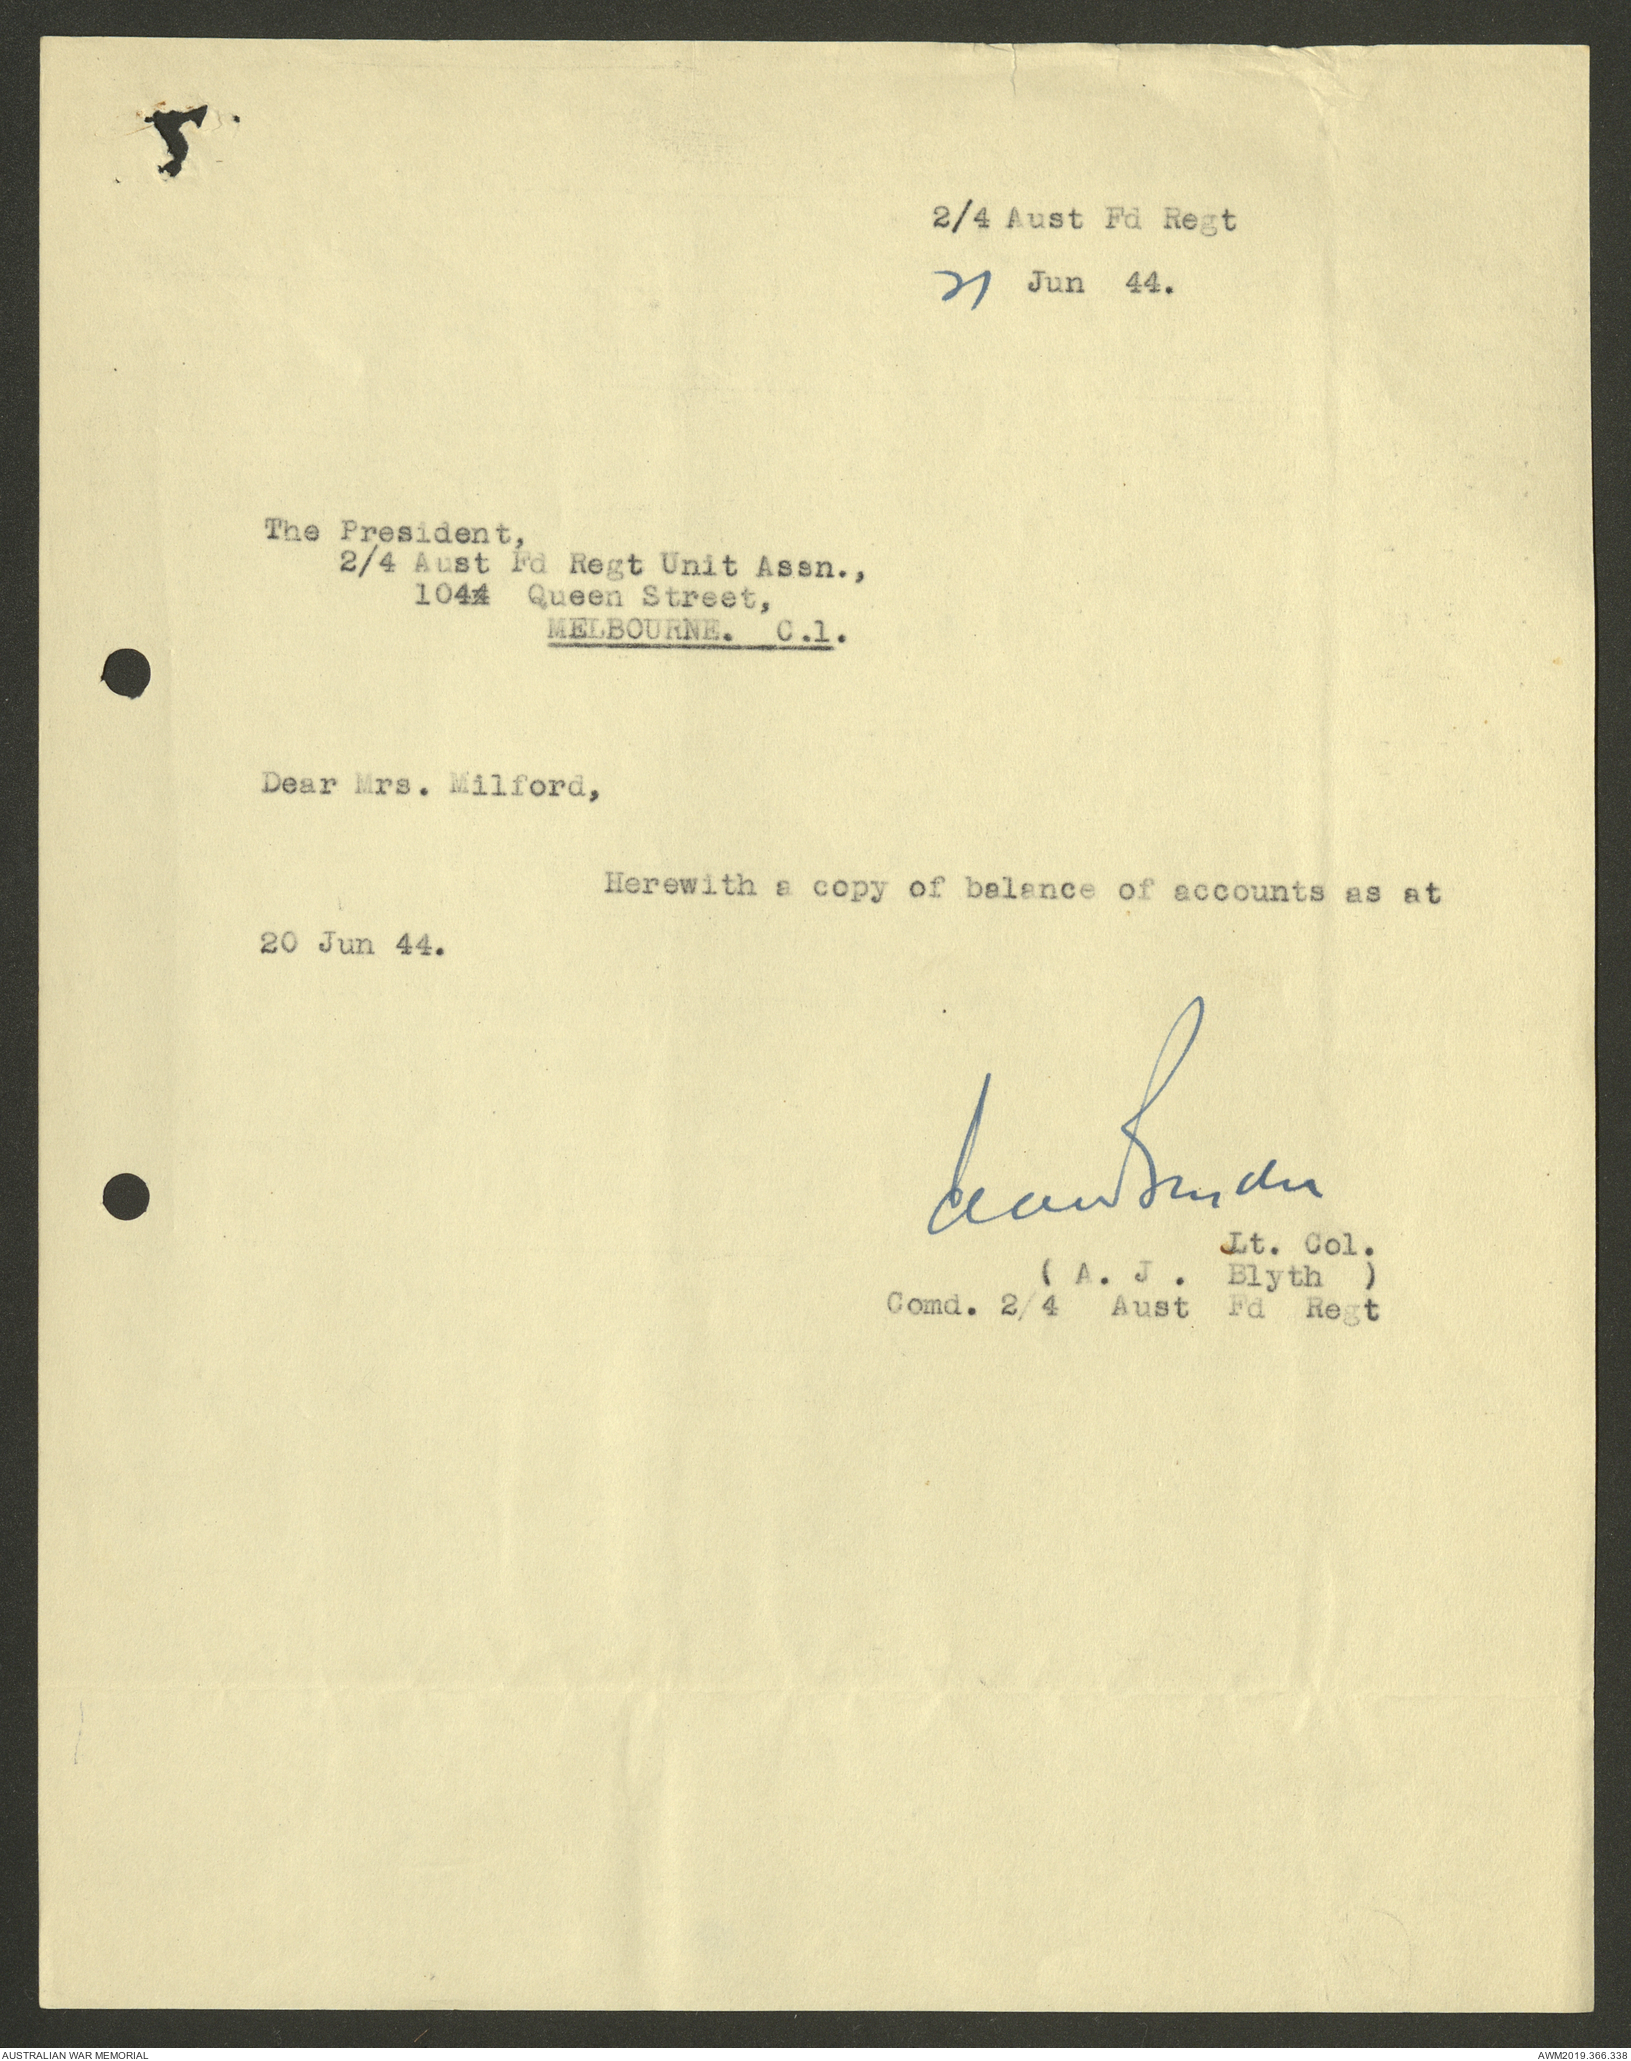 2/4 Aust Fd Regt
21 Jun 44.
The President,
2/4 Aust Fd Regt Unit Assn.,
1044 Queen Street,
MELBOURNE. C.1.
Dear Mrs. Milford,
Herewith a copy of balance of accounts as at
20 Jun 44.
Lt. Col.
( A. J . Blyth )
Comd. 2/4 Aust Fd Regt
AUSTRALIAN WAR MEMORIAL
AWM2019.366.338